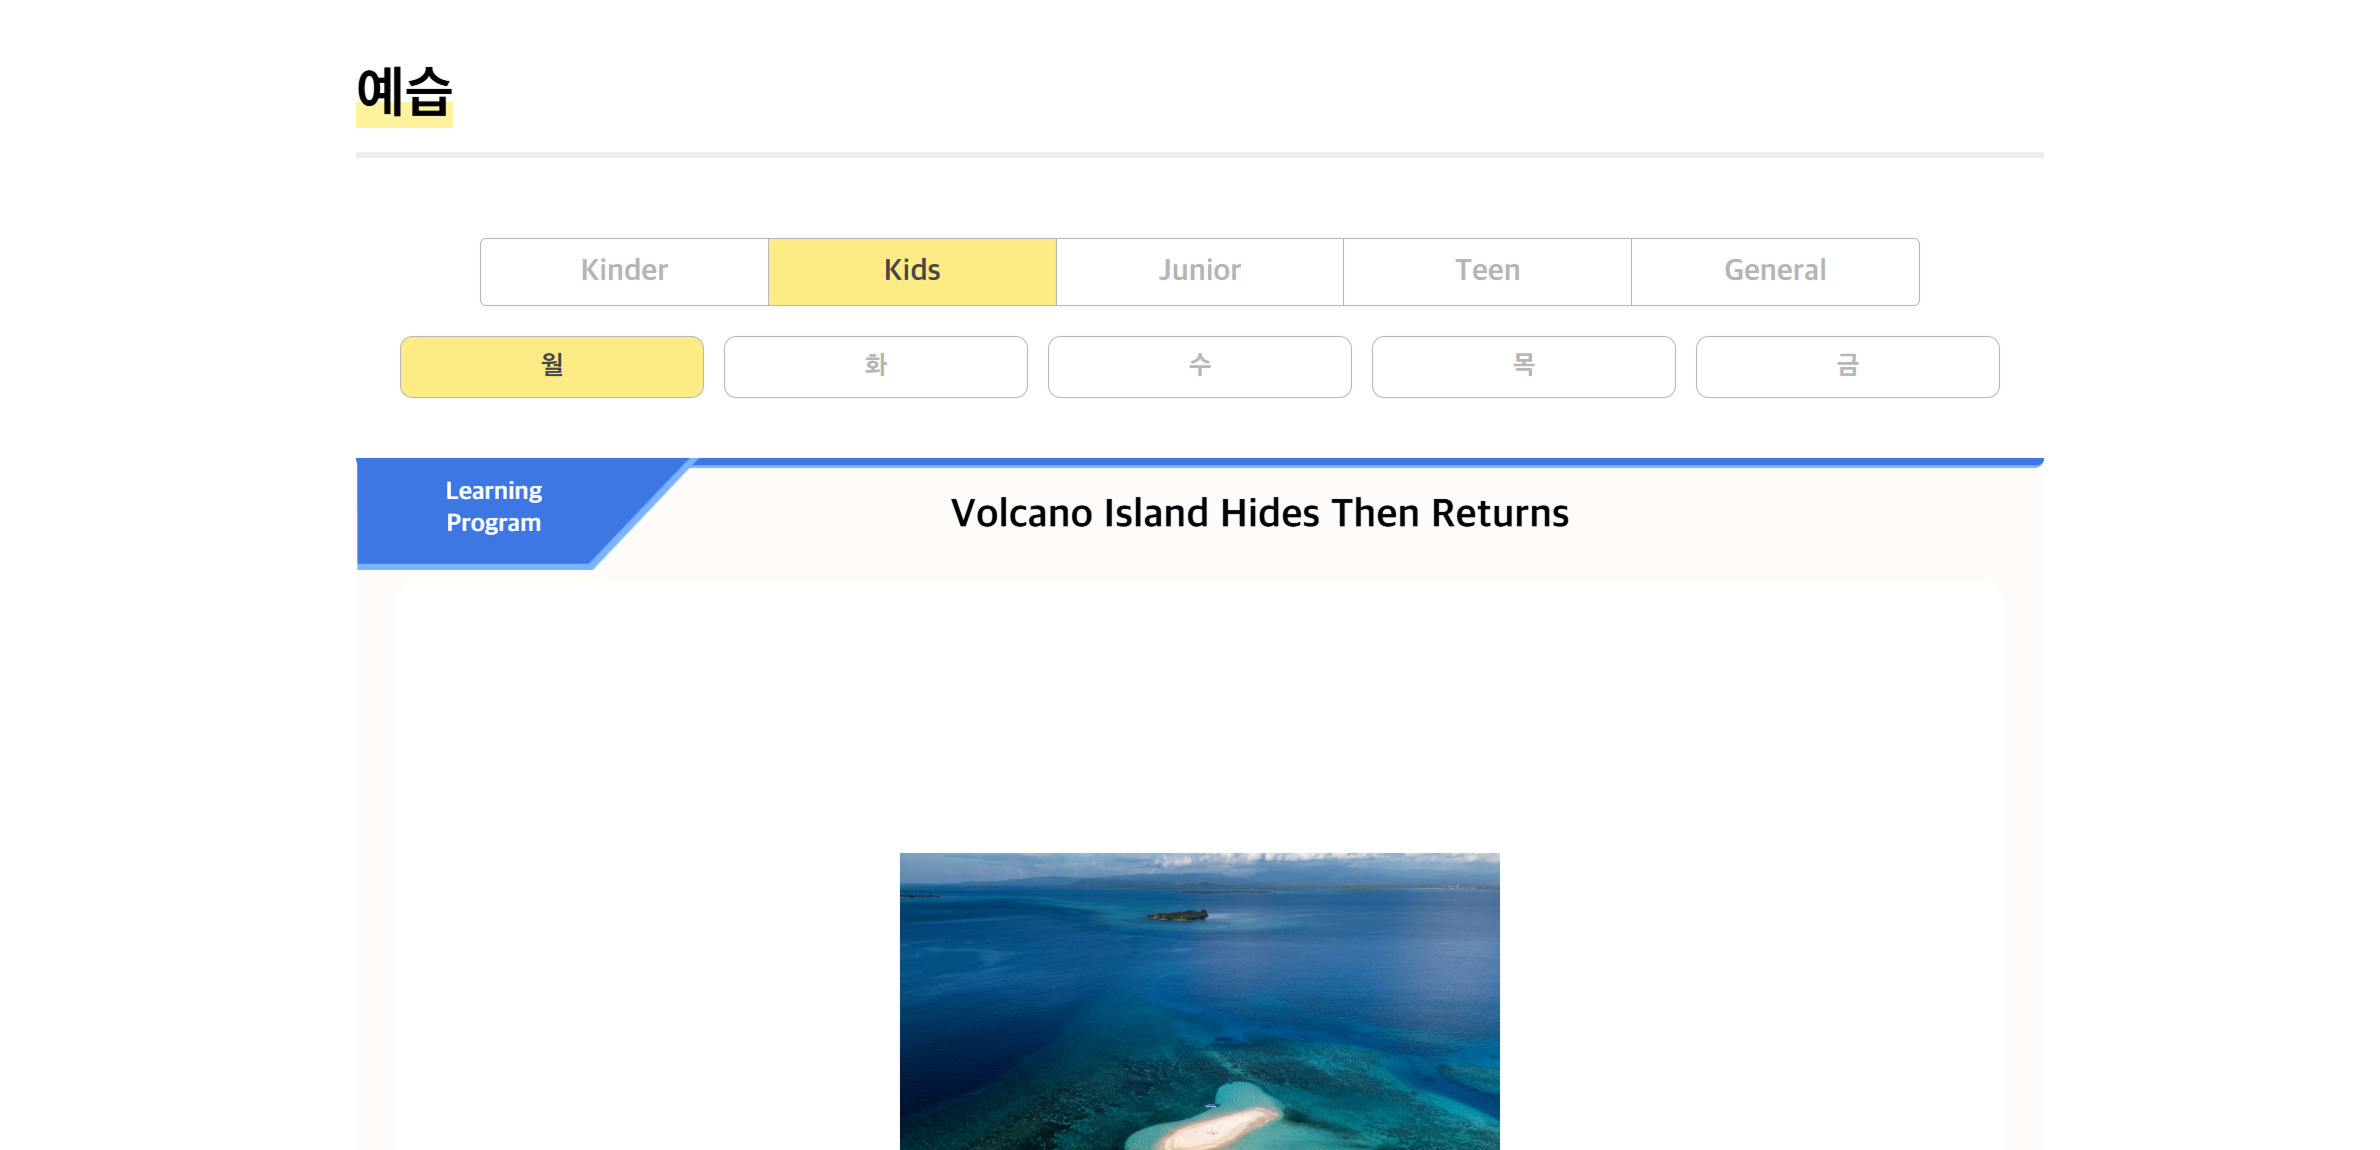 예습
Kinder
Kids
Junior
Teen
General
월
화
수
목
금
Learning
Program
Volcano Island Hides Then Returns